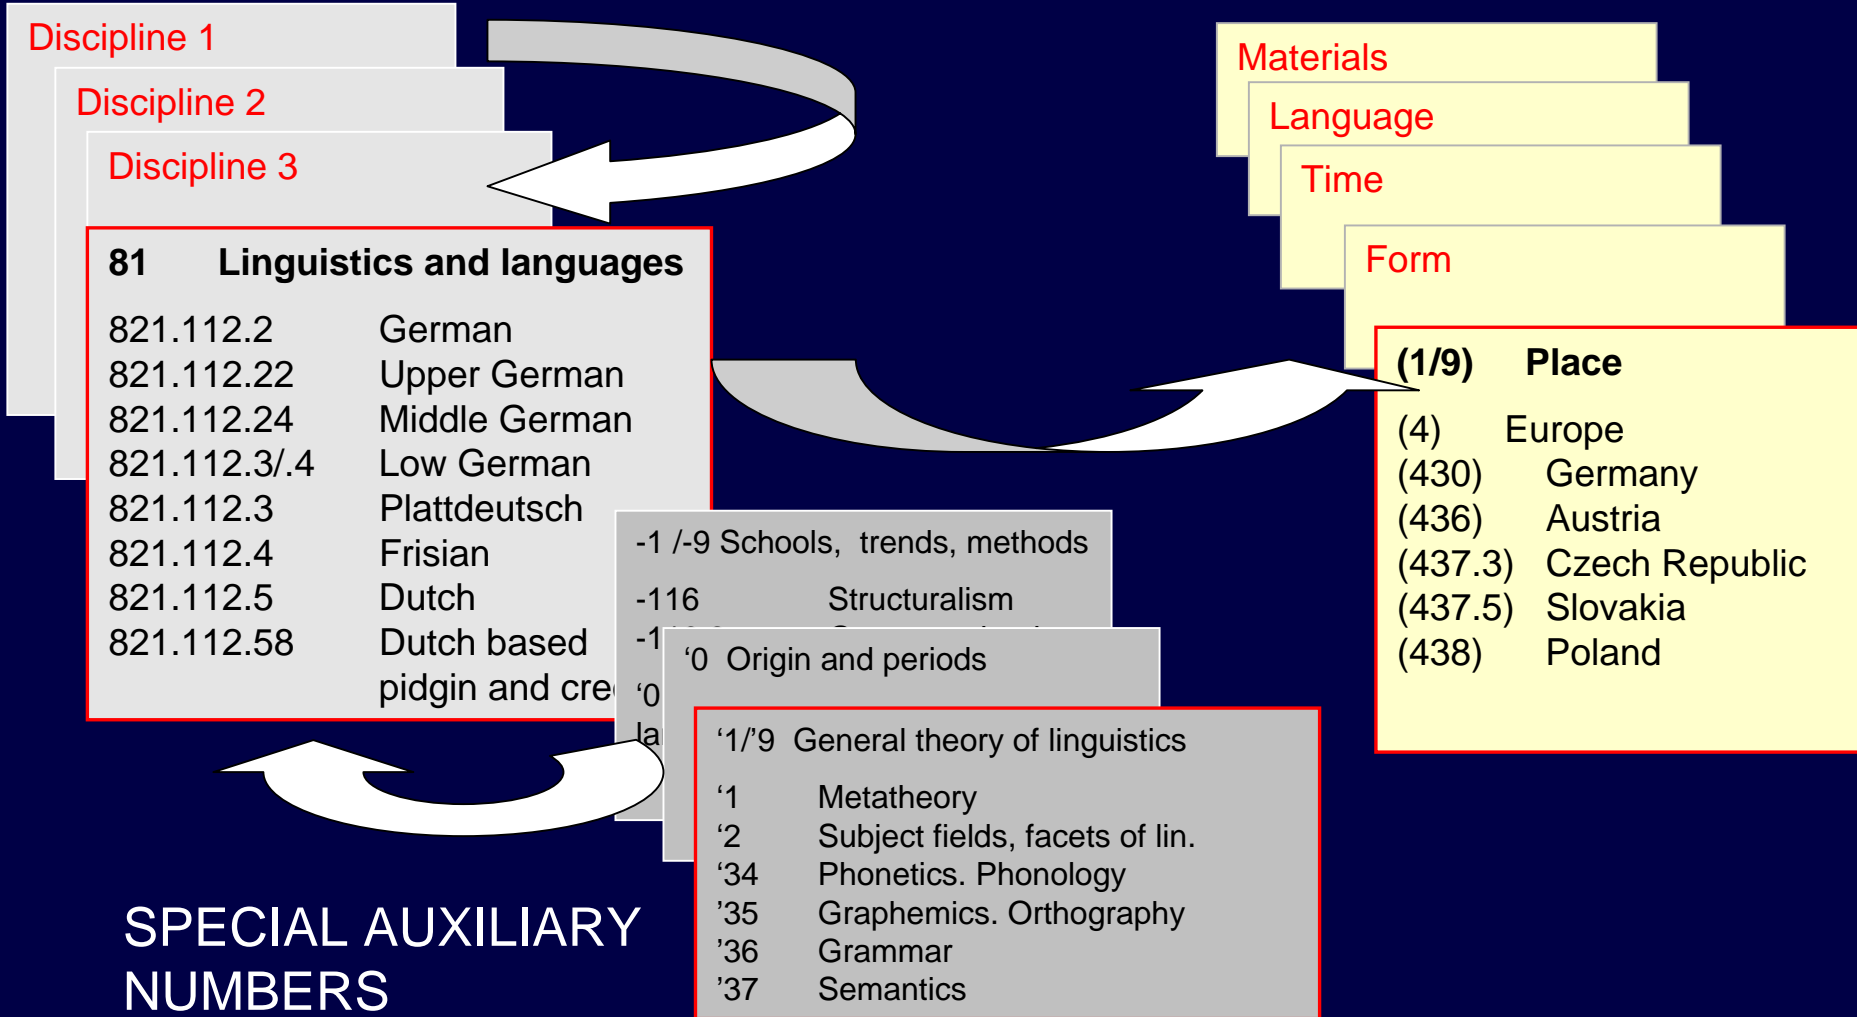 Discipline 1
Discipline 2
Discipline 3
81 Linguistics and languages
821.112.2 German
821.112.22 Upper German
821.112.24 Middle German
821.112.3/.4 Low German
821.112.3 Plattdeutsch
821.112.4 Frisian
821.112.5 Dutch
821.112.58 Dutch based
pidgin and
-1 /-9 Schools, trends, methods
-116 Structuralism
‘0 Origin and periods
‘1/’9 General theory of linguistics
‘1 Metatheory
‘2 Subject fields, facets of lin.
‘34 Phonetics. Phonology
’35 Graphemics. Orthography
’36 Grammar
’37 Semantics
SPECIAL AUXILIARY
NUMBERS
Materials
Language
Time
Form
(1/9) Place
(4) Europe
(430) Germany
(436) Austria
(437.3) Czech Republic
(437.5) Slovakia
(438) Poland